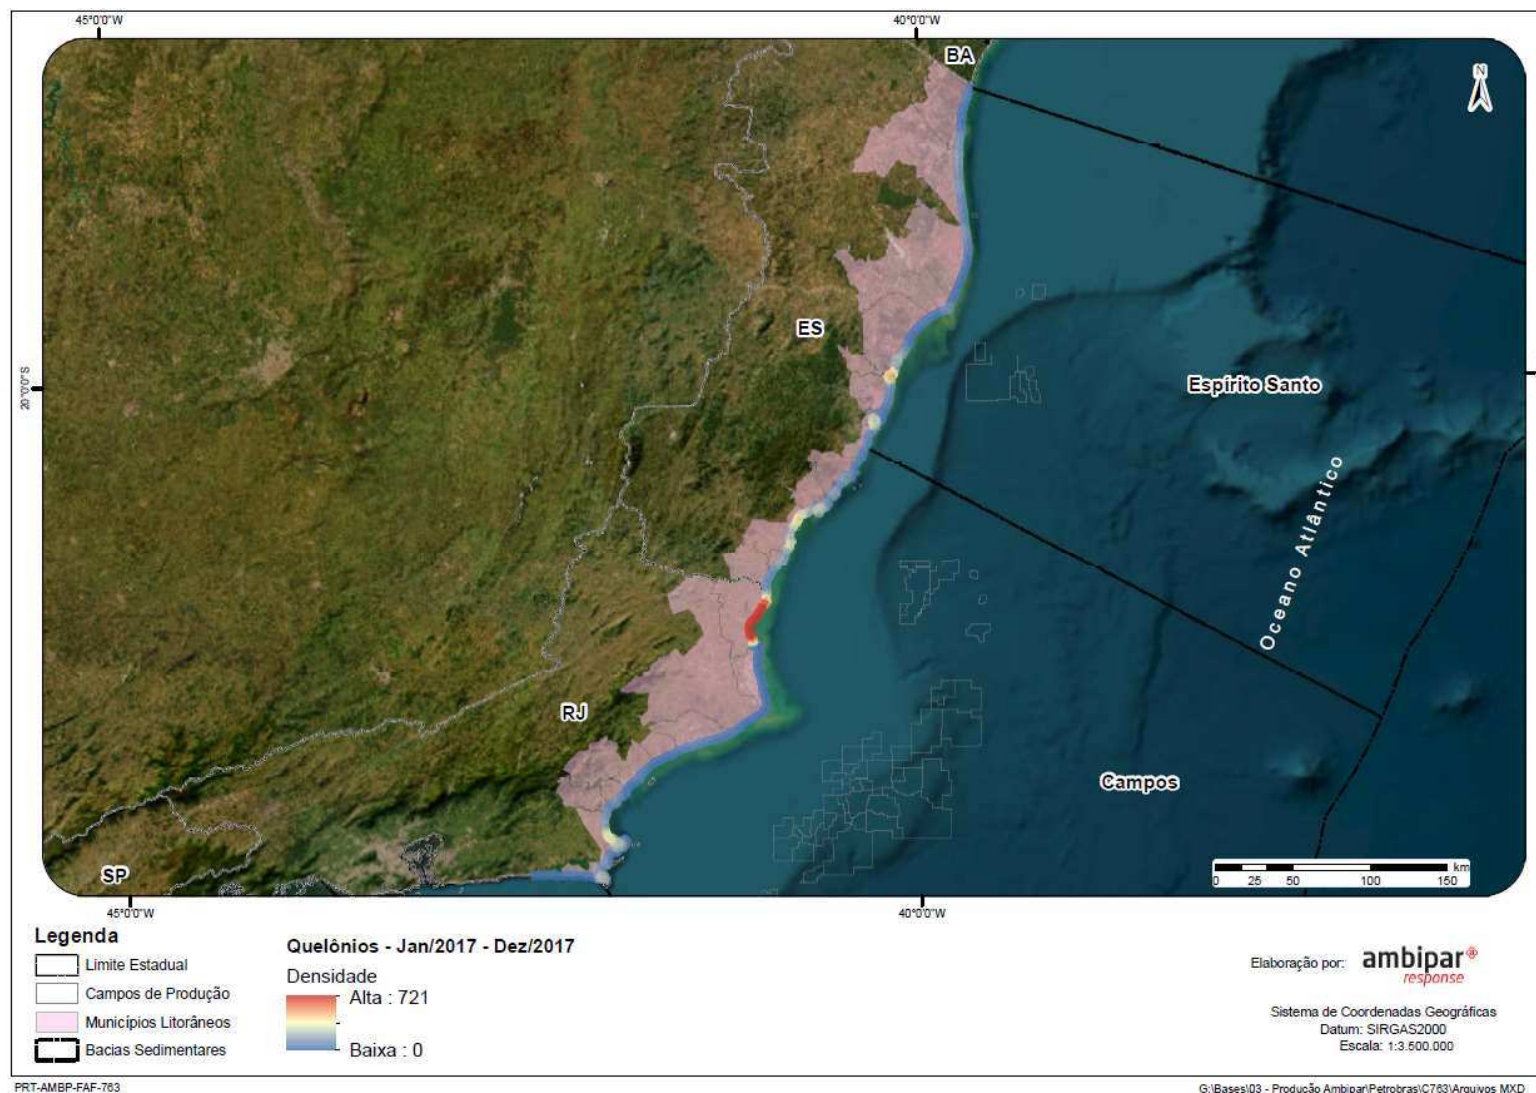 45°0'0"W
40°0'0"W
BA
N
ES
20°0'0"S
Espírito Santo
Oceano Atlântico
RJ
Campos
SP
km
0 25 50 100 150
45°0'0"W
40°0'0"W
Legenda
Limite Estadual
Campos de Produção
Municípios Litorâneos
Bacias Sedimentares
Quelônios - Jan/2017 - Dez/2017
Densidade
Alta : 721
Baixa : 0
Elaboração por: ambipar®
response
Sistema de Coordenadas Geográficas
Datum: SIRGAS2000
Escala: 1:3.500.000
PRT-AMBP-FAF-763
G:\Bases\03 - Produção Ambipar\Petrobras\C763\Arquivos MXD